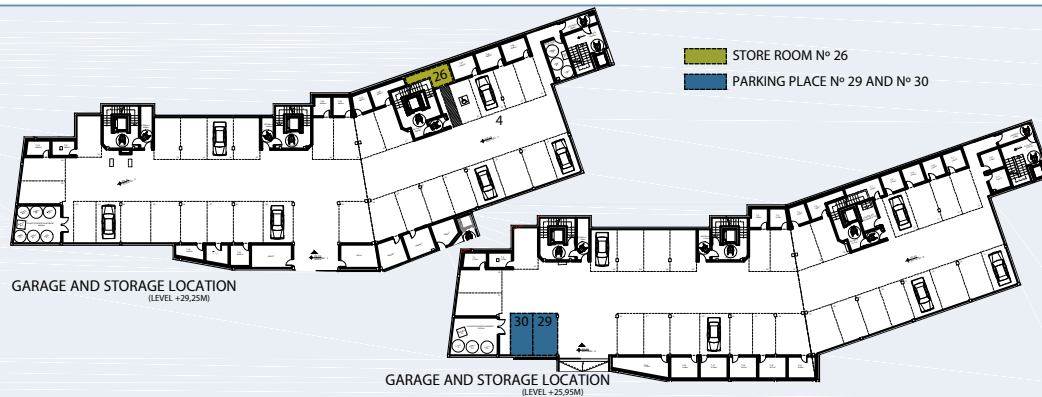 STORE ROOM Nº 26
PARKING PLACE Nº 29 AND Nº 30
26
4
GARAGE AND STORAGE LOCATION
(LEVEL +29,25M)
30 29
GARAGE AND STORAGE LOCATION
(LEVEL +25,95M)